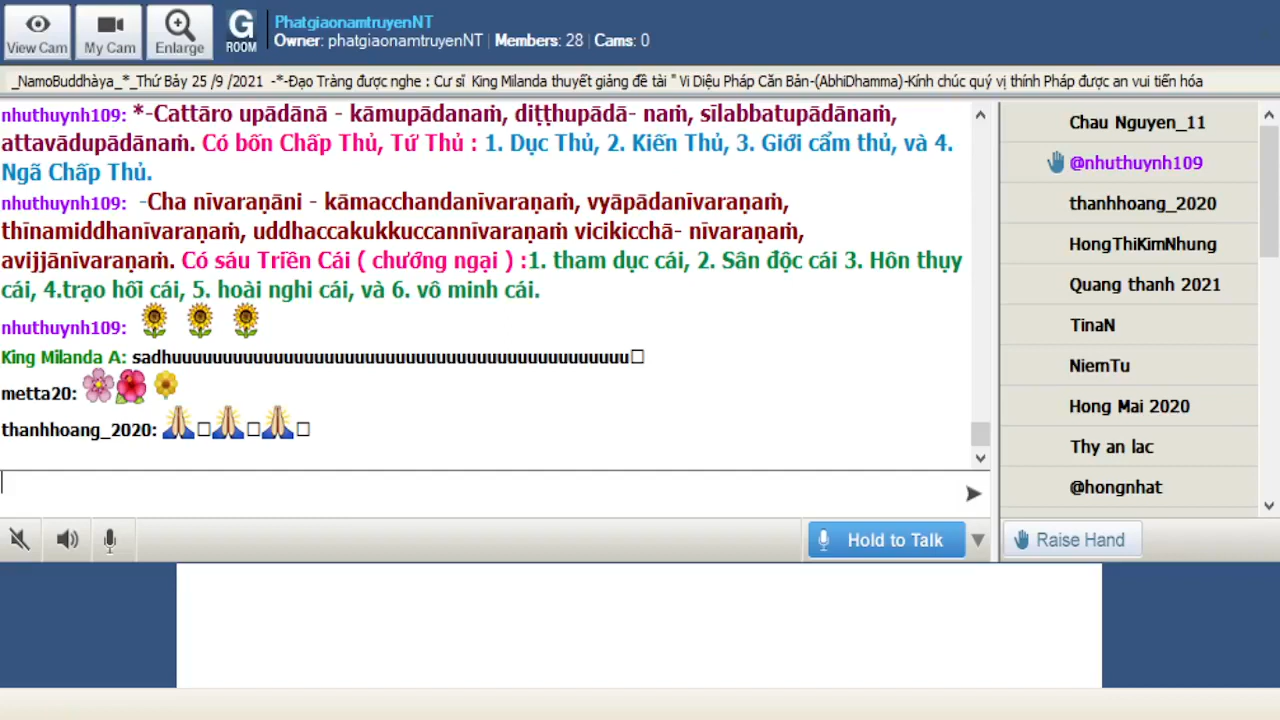 View Cam
My Cam
Enlarge
G
ROOM
PhatgiaonamtruyenNT
Owner: phatgiaonamtruyenNT | Members: 28 | Cams: 0
_NamoBuddhàya_*_Thứ Bảy 25 /9 /2021 -*-Đạo Tràng được nghe : Cư sĩ King Milanda thuyết giảng đề tài " Vi Diệu Pháp Căn Bản-(AbhiDhamma)-Kính chúc quý vị thính Pháp được an vui tiến hóa
nhuthuynh109: *-Cattāro upādānā - kāmupādanaṁ, diṭṭhupādā- naṁ, sīlabbatupādānaṁ,
attavādupādānaṁ. Có bốn Chấp Thủ, Tứ Thủ : 1. Dục Thủ, 2. Kiến Thủ, 3. Giới cẩm thủ, và 4.
Ngã Chấp Thủ.
nhuthuynh109: -Cha nīvaraṇāni - kāmacchandanīvaraṇaṁ, vyāpādanīvaraṇaṁ,
thīnamiddhanīvaraṇaṁ, uddhaccakukkuccannīvaraṇaṁ vicikicchā- nīvaraṇaṁ,
avijjānīvaraṇaṁ. Có sáu Triền Cái ( chướng ngại ) :1. tham dục cái, 2. Sân độc cái 3. Hôn thụy
cái, 4.trạo hối cái, 5. hoài nghi cái, và 6. vô minh cái.
nhuthuynh109:
King Milanda A: sadhuuuuuuuuuuuuuuuuuuuuuuuuuuuuuuuuuuuuuuuuuuuuuu
metta20:
thanhhoang_2020:
Hold to Talk
Chau Nguyen_11
@nhuthuynh109
thanhhoang_2020
HongThiKimNhung
Quang thanh 2021
TinaN
NiemTu
Hong Mai 2020
Thy an lac
@hongnhat
Raise Hand